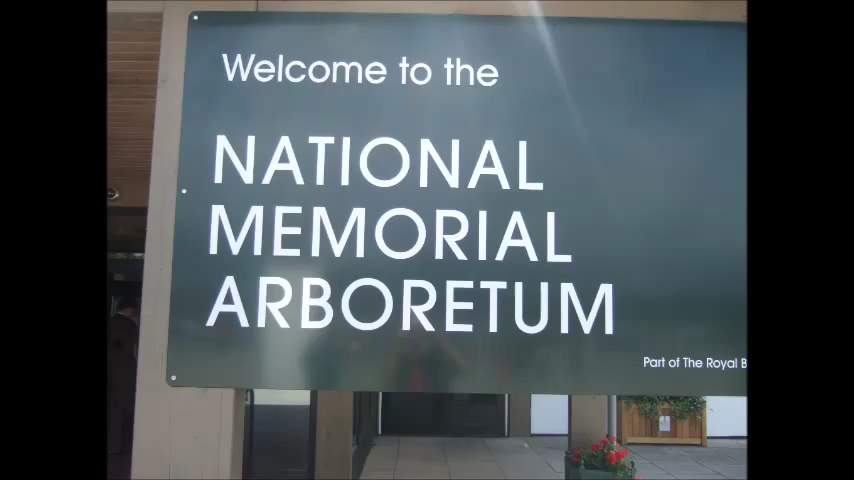 Welcome to the
NATIONAL
MEMORIAL
ARBORETUM
Part of The Royal B